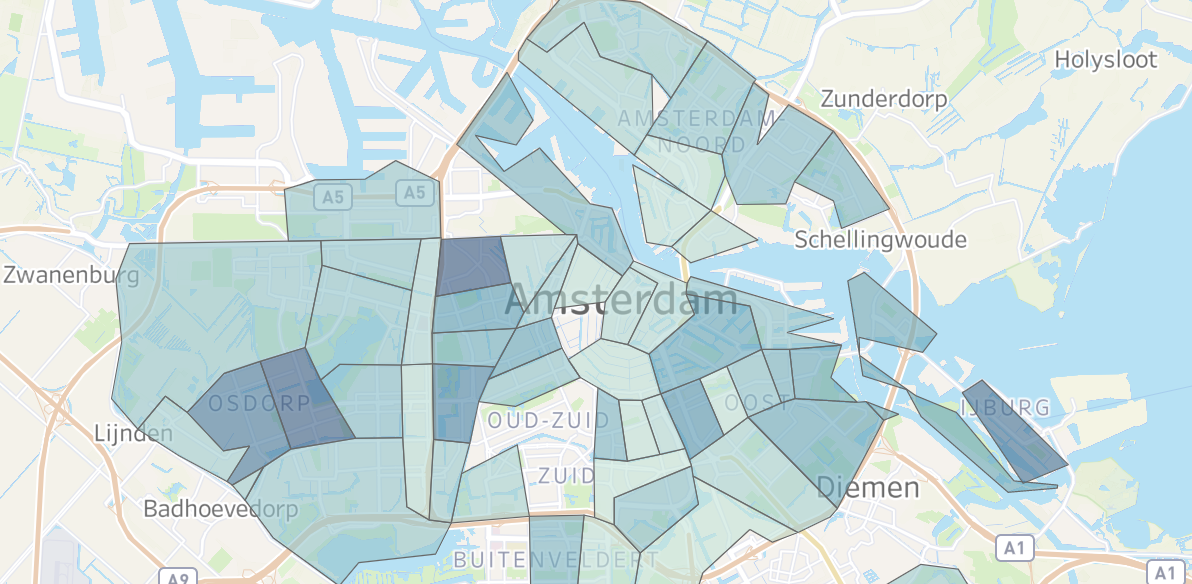 Holysloot
Zunderdorp
AMSTERDAM
NOORD
A5
A5
Schellingwoude
Zwanenburg
Amsterdam
OSDORP
OOST
IJBURG
OUD-ZUID
Lijnden
ZUID
Diemen
Badhoevedorp
BUITENVELDERT
A1
A9
A1